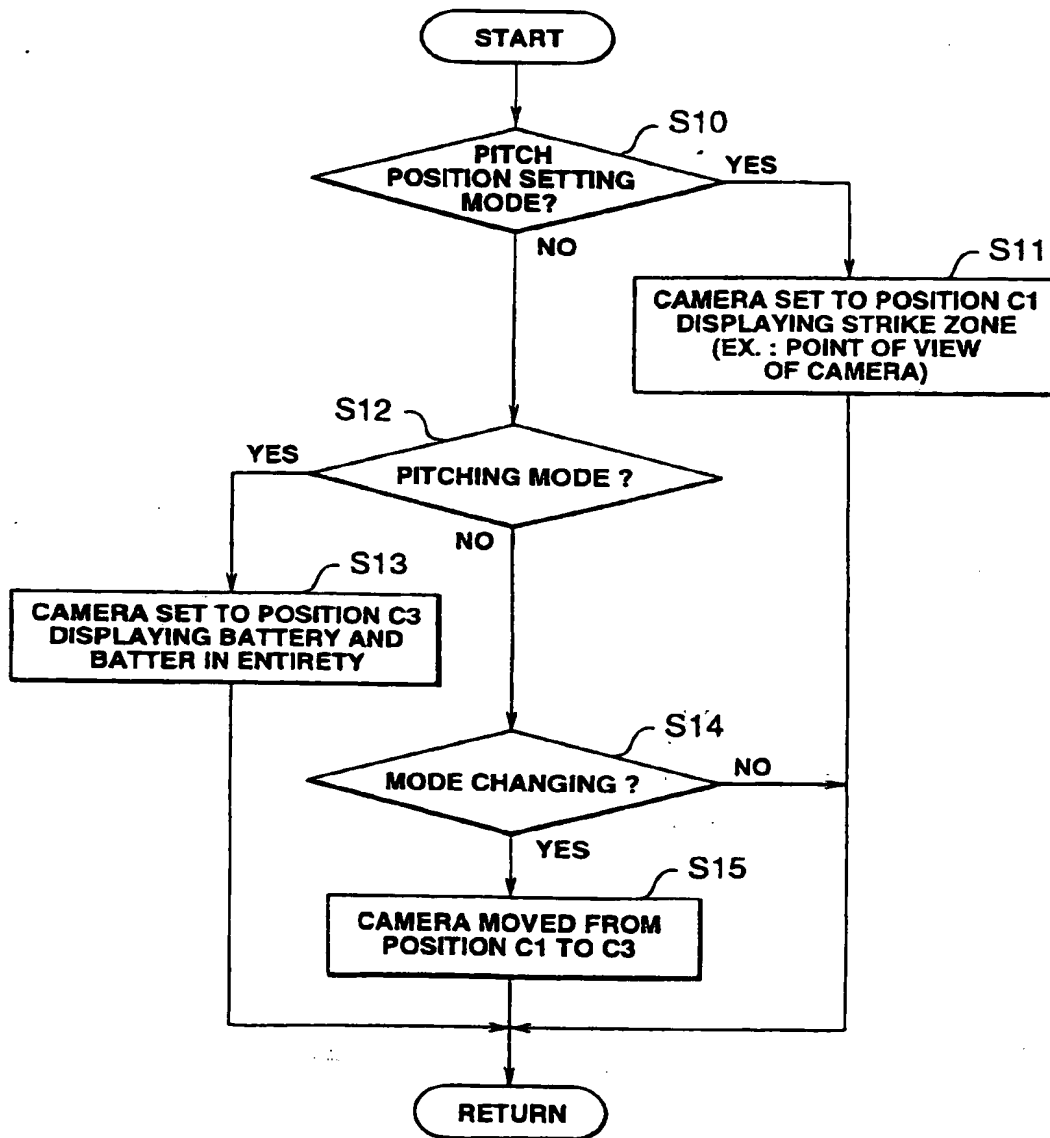 START
S10
PITCH
POSITION SETTING
MODE?
YES
NO
S11
CAMERA SET TO POSITION C1
DISPLAYING STRIKE ZONE
(EX. : POINT OF VIEW
OF CAMERA)
S12
YES
PITCHING MODE ?
NO
S13
CAMERA SET TO POSITION C3
DISPLAYING BATTERY AND
BATTER IN ENTIRETY
S14
MODE CHANGING ?
NO
YES
S15
CAMERA MOVED FROM
POSITION C1 TO C3
RETURN